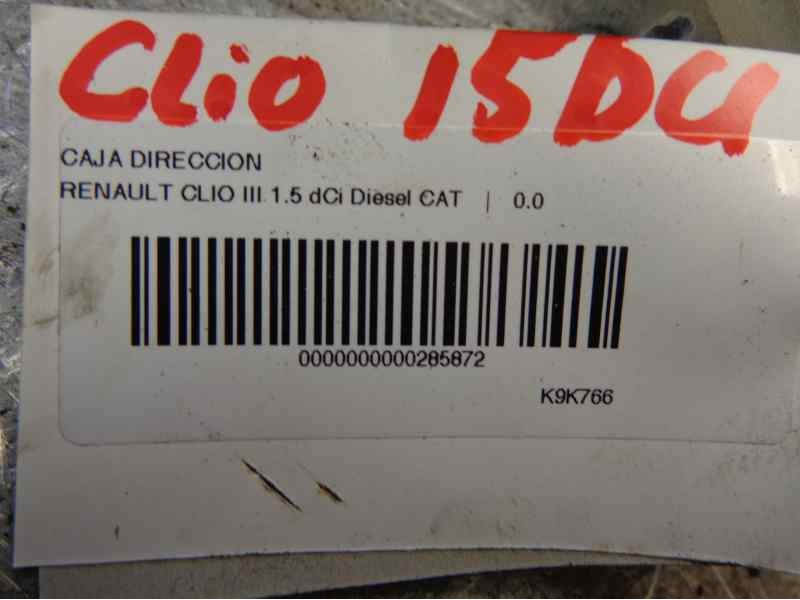 Clio 15DCI
CAJA DIRECCION
RENAULT CLIO III 1.5 dCi Diesel CAT | 0.0
0000000000285872
K9K766